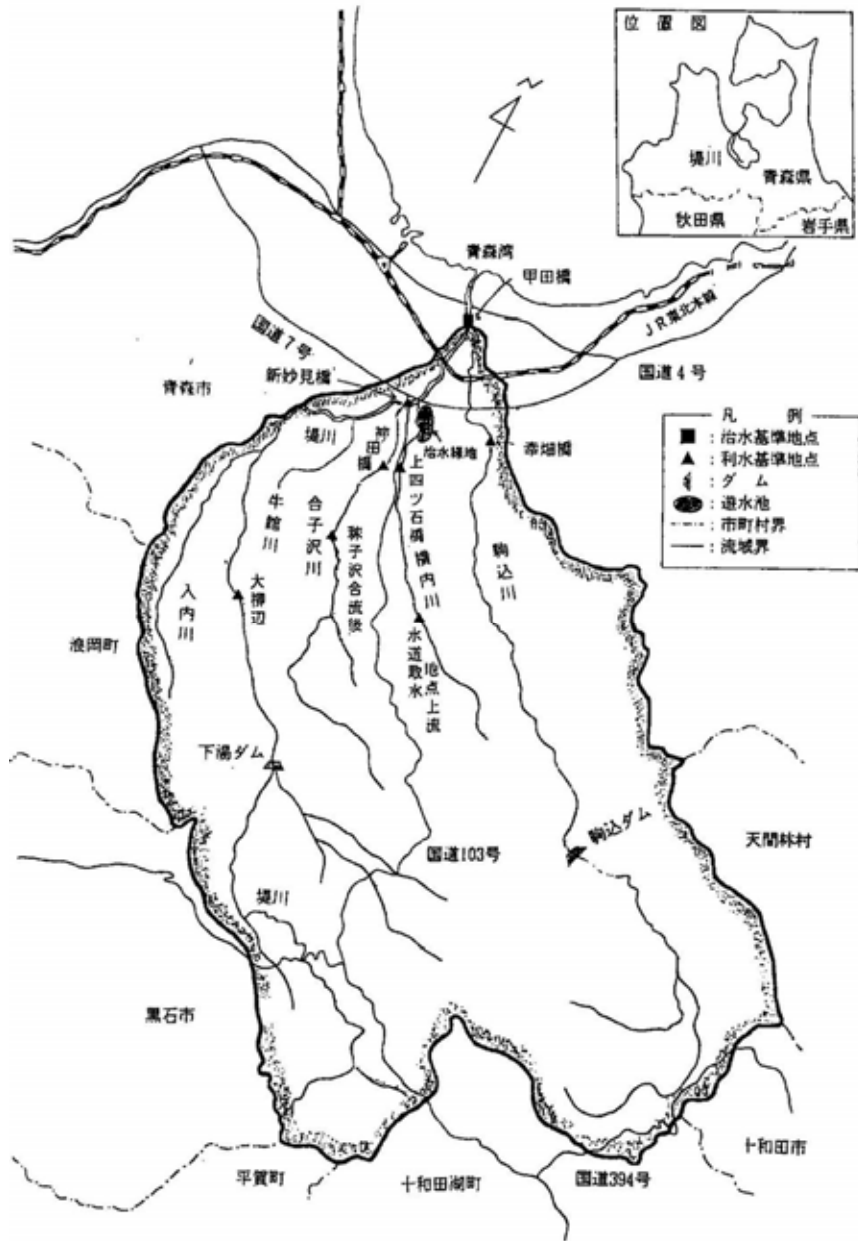 位置図
堤川
青森県
秋田県
岩手県
N
青森湾
甲田橋
JR東北本線
国道7号
国道4号
新妙見橋
青森市
凡例
■:治水基準地点
▲:利水基準地点
:ダム
:遊水池
:市町村界
:流域界
堤川
神田橋
治水緑地
幸畑橋
上四ツ石橋
牛館川
合子沢川
横内川
駒込川
入内川
大柳辺
水道取水
地点上流
浪岡町
下湯ダム
駒込ダム
国道103号
天間林村
堤川
黒石市
十和田市
平賀町
十和田湖町
国道394号